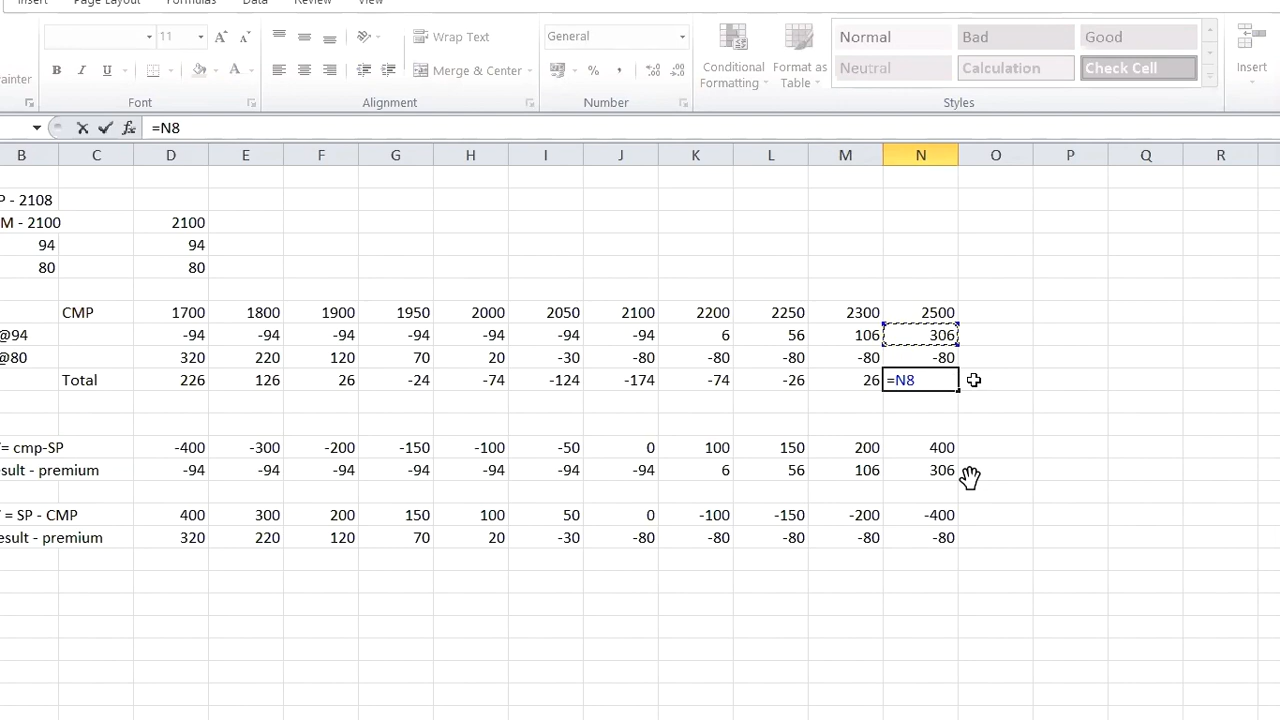 Insert Page Layout Formulas Data Review View
11 A A Wrap Text General Normal Bad Good
ainter B I U A Merge & Center % , Conditional Formatting Format as Table Neutral Calculation Check Cell Insert
Font Alignment Number Styles
fx =N8
B C D E F G H I J K L M N O P Q R
P - 2108
M - 2100 2100
94 94
80 80
CMP 1700 1800 1900 1950 2000 2050 2100 2200 2250 2300 2500
@94 -94 -94 -94 -94 -94 -94 -94 6 56 106 306
@80 320 220 120 70 20 -30 -80 -80 -80 -80 -80
Total 226 126 26 -24 -74 -124 -174 -74 -26 26 =N8
= cmp-SP -400 -300 -200 -150 -100 -50 0 100 150 200 400
esult - premium -94 -94 -94 -94 -94 -94 -94 6 56 106 306
= SP - CMP 400 300 200 150 100 50 0 -100 -150 -200 -400
esult - premium 320 220 120 70 20 -30 -80 -80 -80 -80 -80